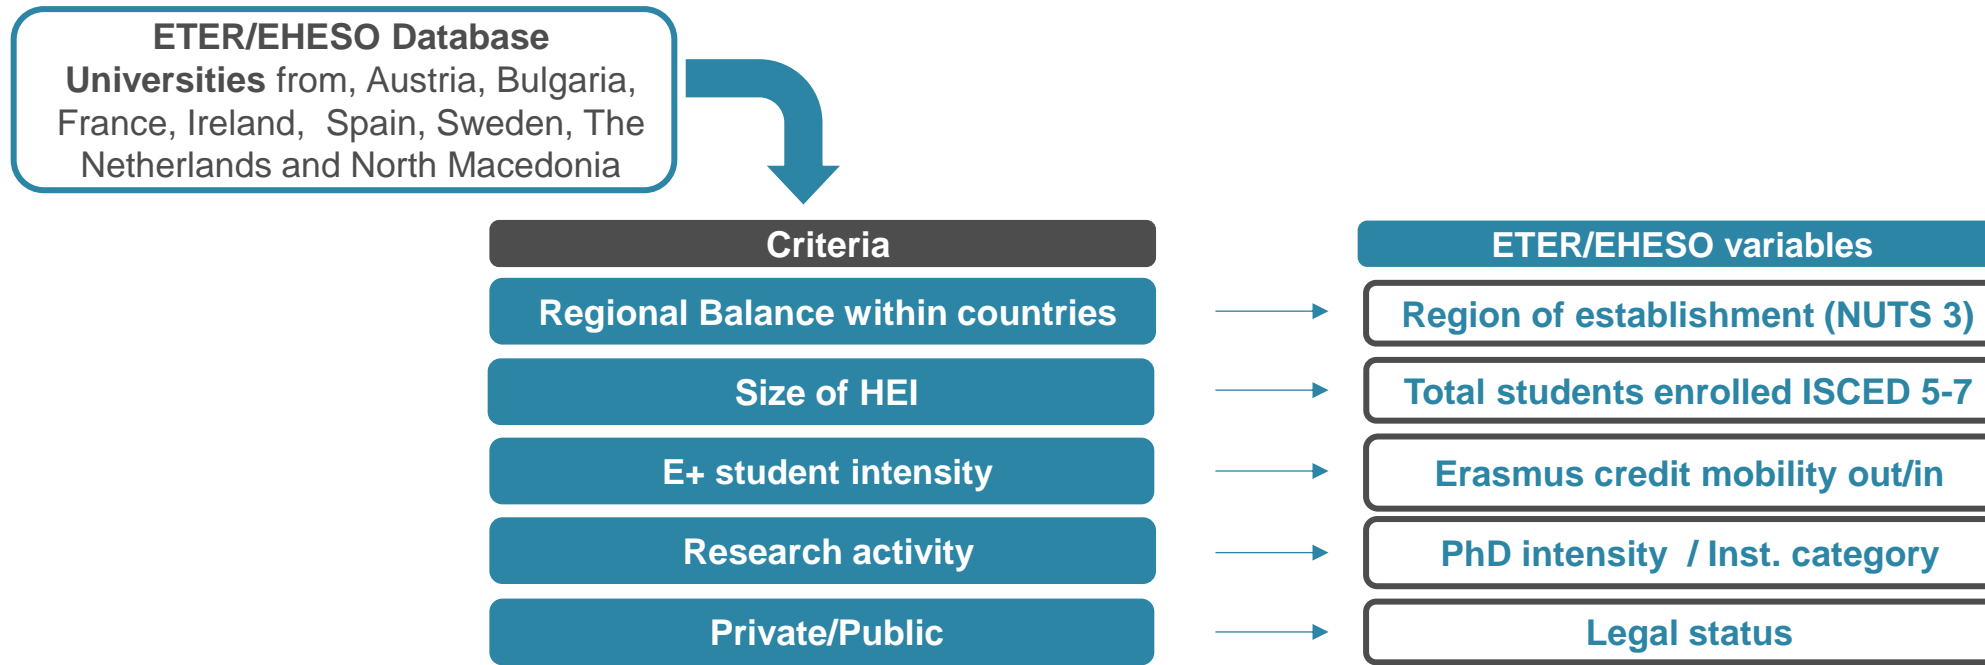 ETER/EHESO Database
Universities from, Austria, Bulgaria,
France, Ireland, Spain, Sweden, The
Netherlands and North Macedonia
Criteria
ETER/EHESO variables
Regional Balance within countries
Region of establishment (NUTS 3)
Size of HEI
Total students enrolled ISCED 5-7
E+ student intensity
Erasmus credit mobility out/in
Research activity
PhD intensity / Inst. category
Private/Public
Legal status